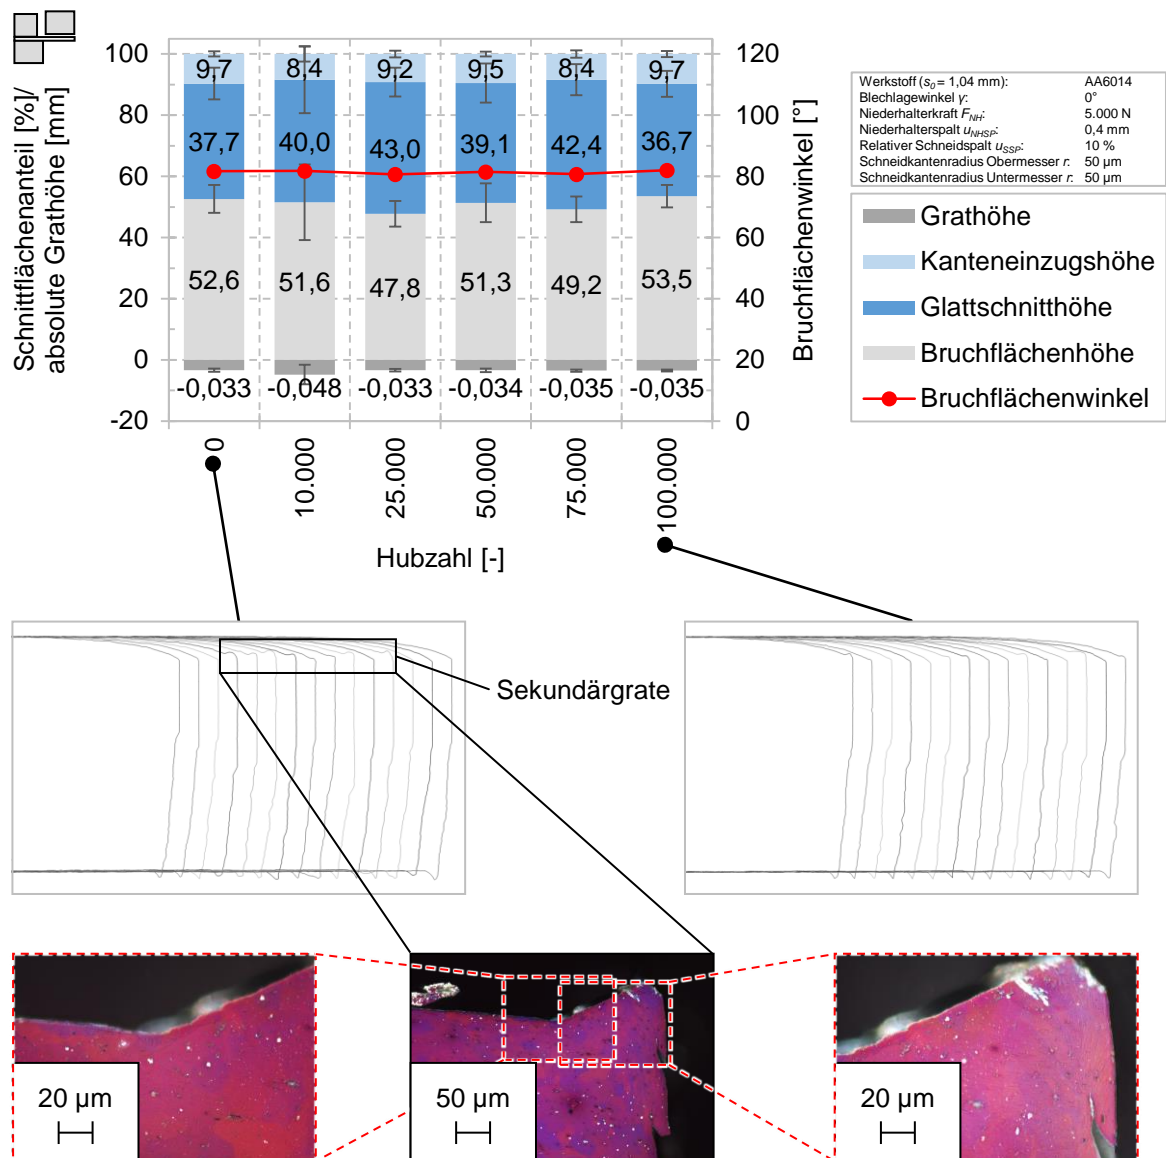 Schnittflächenanteil [%]/
absolute Grathöhe [mm]
100
80
60
40
20
0
-20
9,7
8,4
9,2
9,5
8,4
9,7
37,7
40,0
43,0
39,1
42,4
36,7
52,6
51,6
47,8
51,3
49,2
53,5
-0,033
-0,048
-0,033
-0,034
-0,035
-0,035
120
100
80
60
40
20
0
Bruchflächenwinkel [°]
0
10.000
25.000
50.000
75.000
100.000
Hubzahl [-]
Werkstoff (s0 = 1,04 mm): AA6014
Blechlagewinkel γ: 0°
Niederhalterkraft FNH: 5.000 N
Niederhalterspalt uNHSP: 0,4 mm
Relativer Schneidspalt uSSP: 10 %
Schneidkantenradius Obermesser r: 50 µm
Schneidkantenradius Untermesser r: 50 µm
Grathöhe
Kanteneinzugshöhe
Glattschnitthöhe
Bruchflächenhöhe
Bruchflächenwinkel
Sekundärgrate
20 µm
50 µm
20 µm